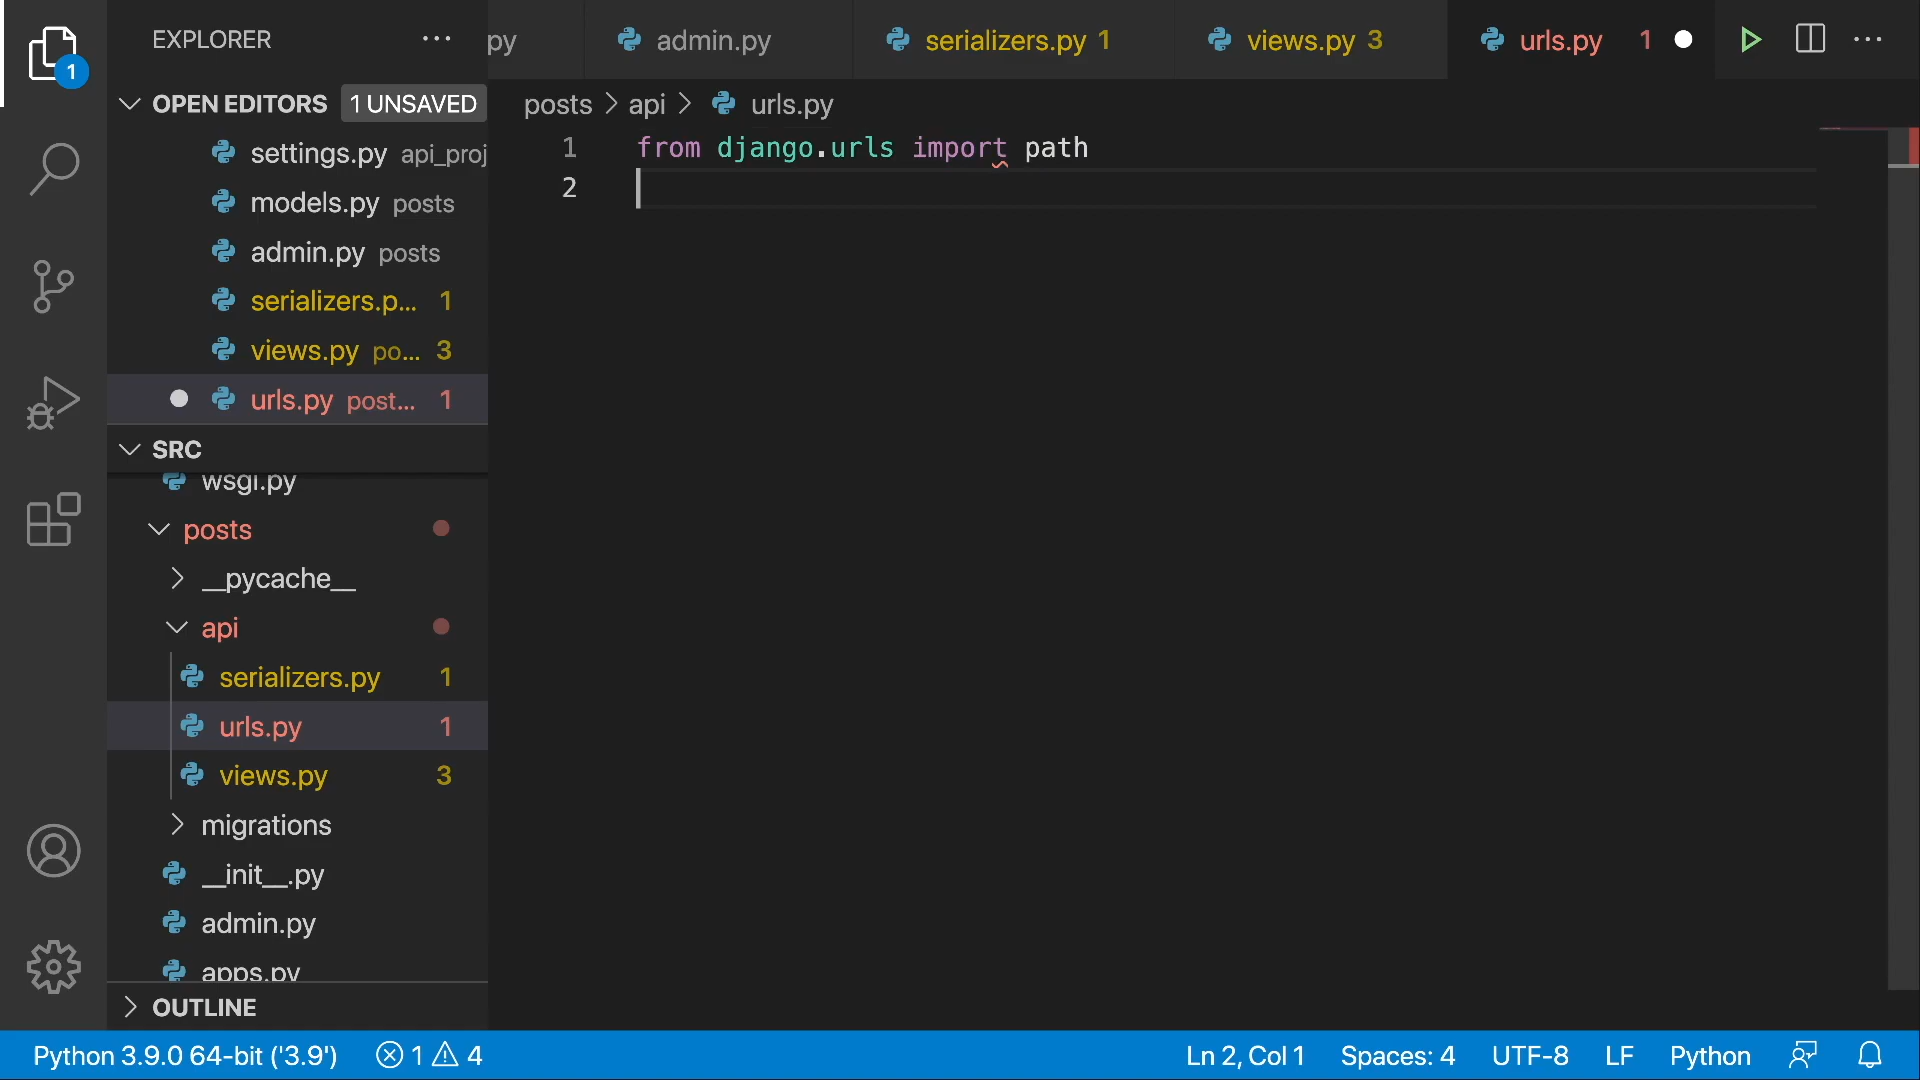 EXPLORER
OPEN EDITORS 1 UNSAVED
settings.py api_proj
models.py posts
admin.py posts
serializers.p... 1
views.py po... 3
urls.py post... 1
SRC
wsgi.py
posts
__pycache__
api
serializers.py 1
urls.py 1
views.py 3
migrations
__init__.py
admin.py
apps.py
OUTLINE
1
py
admin.py
serializers.py 1
views.py 3
urls.py 1
posts > api > urls.py
1 from django.urls import path
2
Python 3.9.0 64-bit ('3.9') 1 4
Ln 2, Col 1 Spaces: 4 UTF-8 LF Python